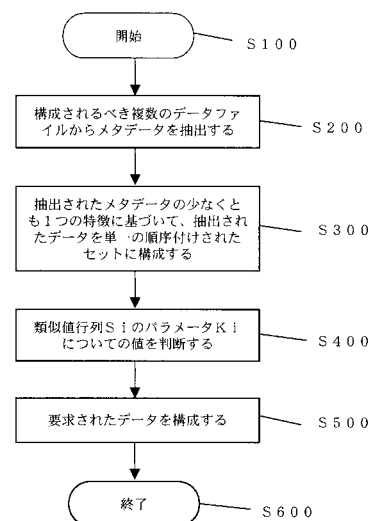 開始
S100
構成されるべき複数のデータファ
イルからメタデータを抽出する
S200
抽出されたメタデータの少なくと
も1つの特徴に基づいて、抽出され
たデータを単一の順序付けされた
セットに構成する
S300
類似値行列SiのパラメータKi
についての値を判断する
S400
要求されたデータを構成する
S500
終了
S600